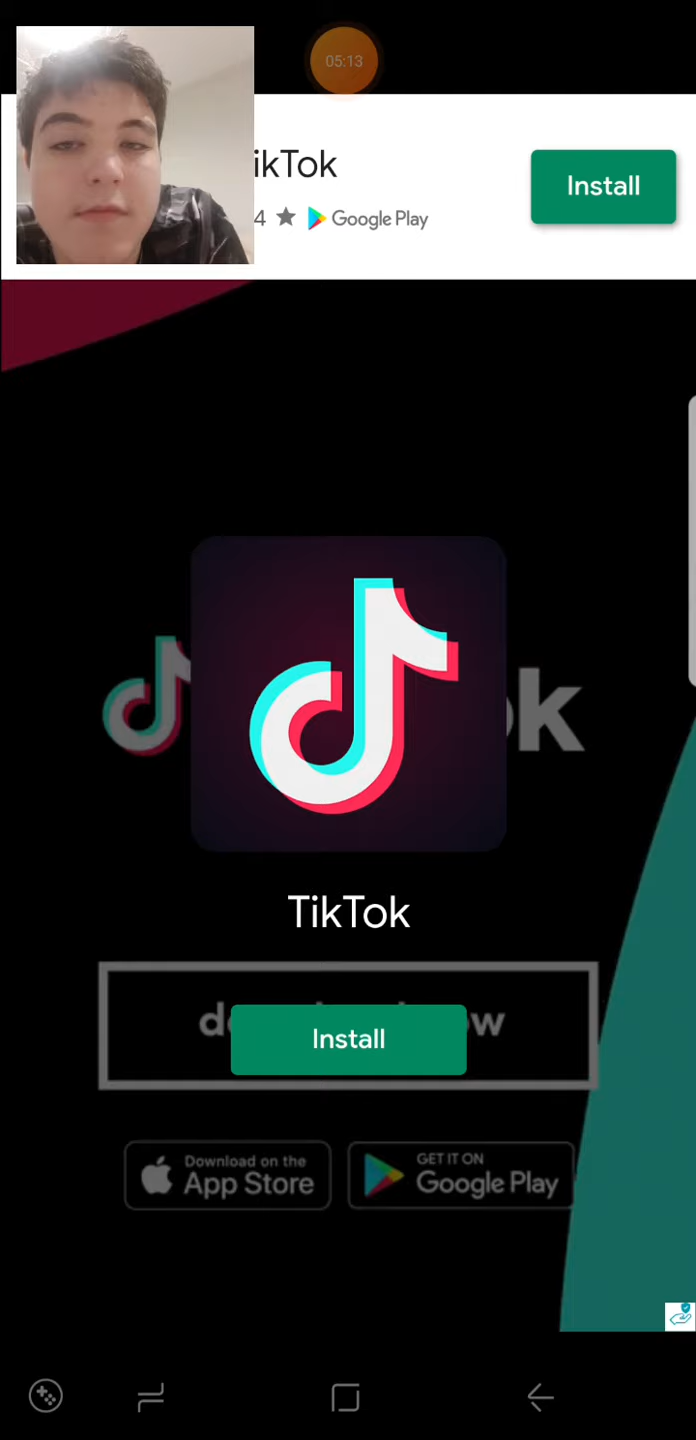 05:13
ikTok
Install
4 ★ Google Play
ok
TikTok
Install
Download on the
App Store
GET IT ON
Google Play